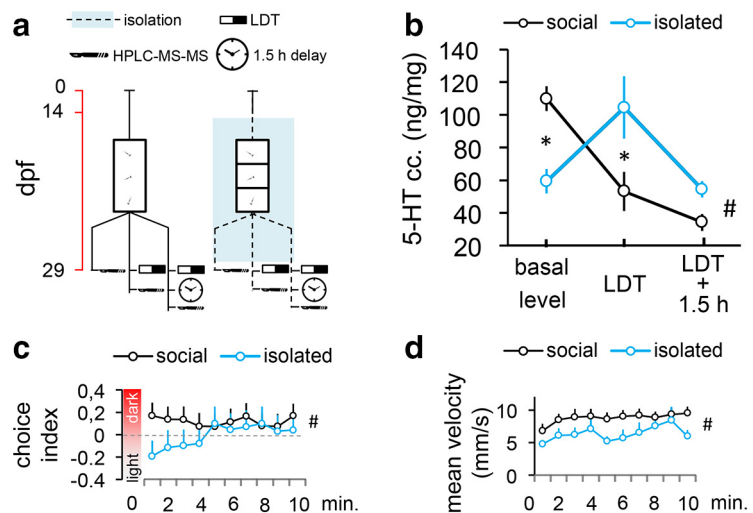 a
isolation LDT
HPLC-MS-MS 1.5 h delay
0
14
dpf
29
b
social isolated
5-HT cc. (ng/mg)
140
120
100
80
60
40
20
*
*
#
basal level
LDT
LDT + 1.5 h
c
social isolated
choice index
0,4
0,2
0
-0,2
-0,4
dark
light
#
0 2 4 6 8 10 min.
d
social isolated
mean velocity (mm/s)
10
5
0
#
0 2 4 6 8 10 min.